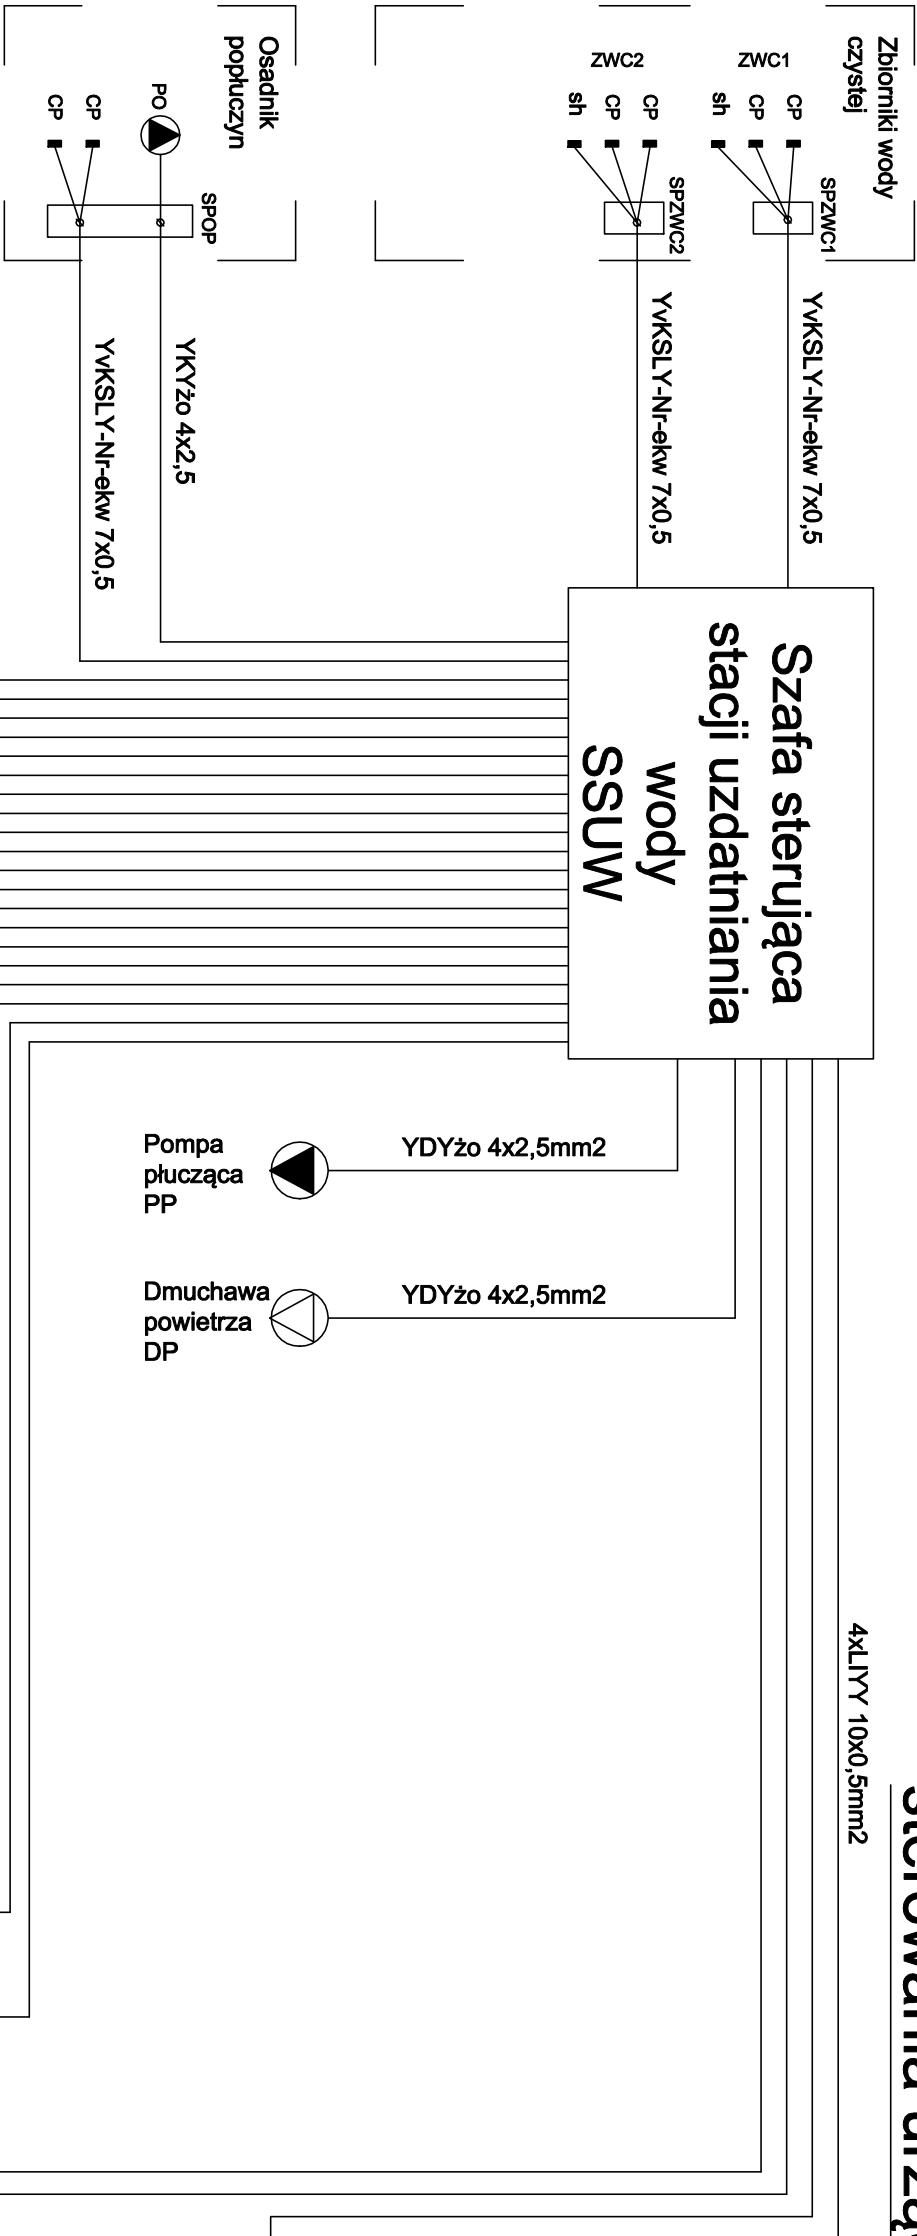 Zbiorniki wody
czystej
ZWC1
CP
CP
sh
SPZWC1
ZWC2
CP
CP
sh
SPZWC2
Osadnik
popłuczyn
PO
CP
CP
SPOP
YvKSLY-Nr-ekw 7x0,5
YvKSLY-Nr-ekw 7x0,5
YKYżo 4x2,5
YvKSLY-Nr-ekw 7x0,5
Szafa sterująca
stacji uzdatniania
wody
SSUW
Pompa
płucząca
PP
YDYżo 4x2,5mm2
Dmuchawa
powietrza
DP
YDYżo 4x2,5mm2
4xLIYY 10x0,5mm2
sterowania urzą